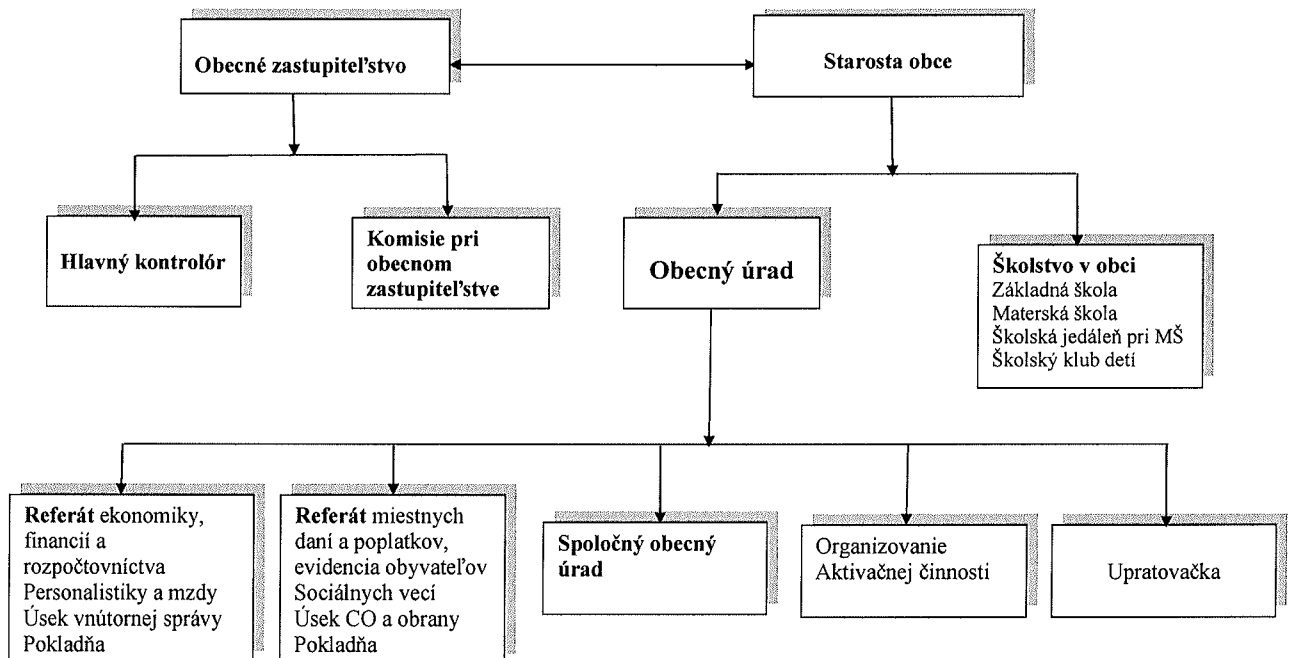 Obecné zastupiteľstvo
Starosta obce
Hlavný kontrolór
Komisie pri
obecnom
zastupiteľstve
Obecný úrad
Školstvo v obci
Základná škola
Materská škola
Školská jedáleň pri MŠ
Školský klub detí
Referát ekonomiky,
financií a
rozpočtovníctva
Personalistiky a mzdy
Úsek vnútornej správy
Pokladňa
Referát miestnych
daní a poplatkov,
evidencia obyvateľov
Sociálnych vecí
Úsek CO a obrany
Pokladňa
Spoločný obecný
úrad
Organizovanie
Aktivačnej činnosti
Upratovačka